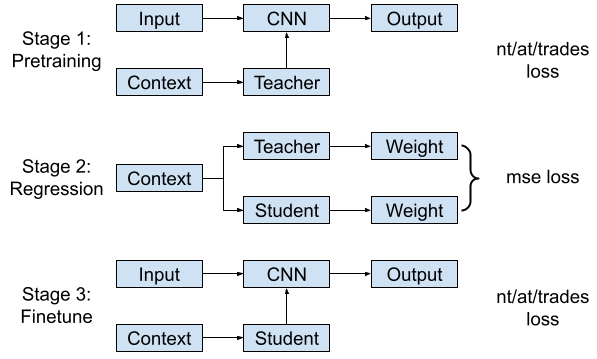 Stage 1:
Pretraining
Input
CNN
Output
Context
Teacher
nt/at/trades
loss
Stage 2:
Regression
Context
Teacher
Weight
Student
Weight
mse loss
Stage 3:
Finetune
Input
CNN
Output
Context
Student
nt/at/trades
loss